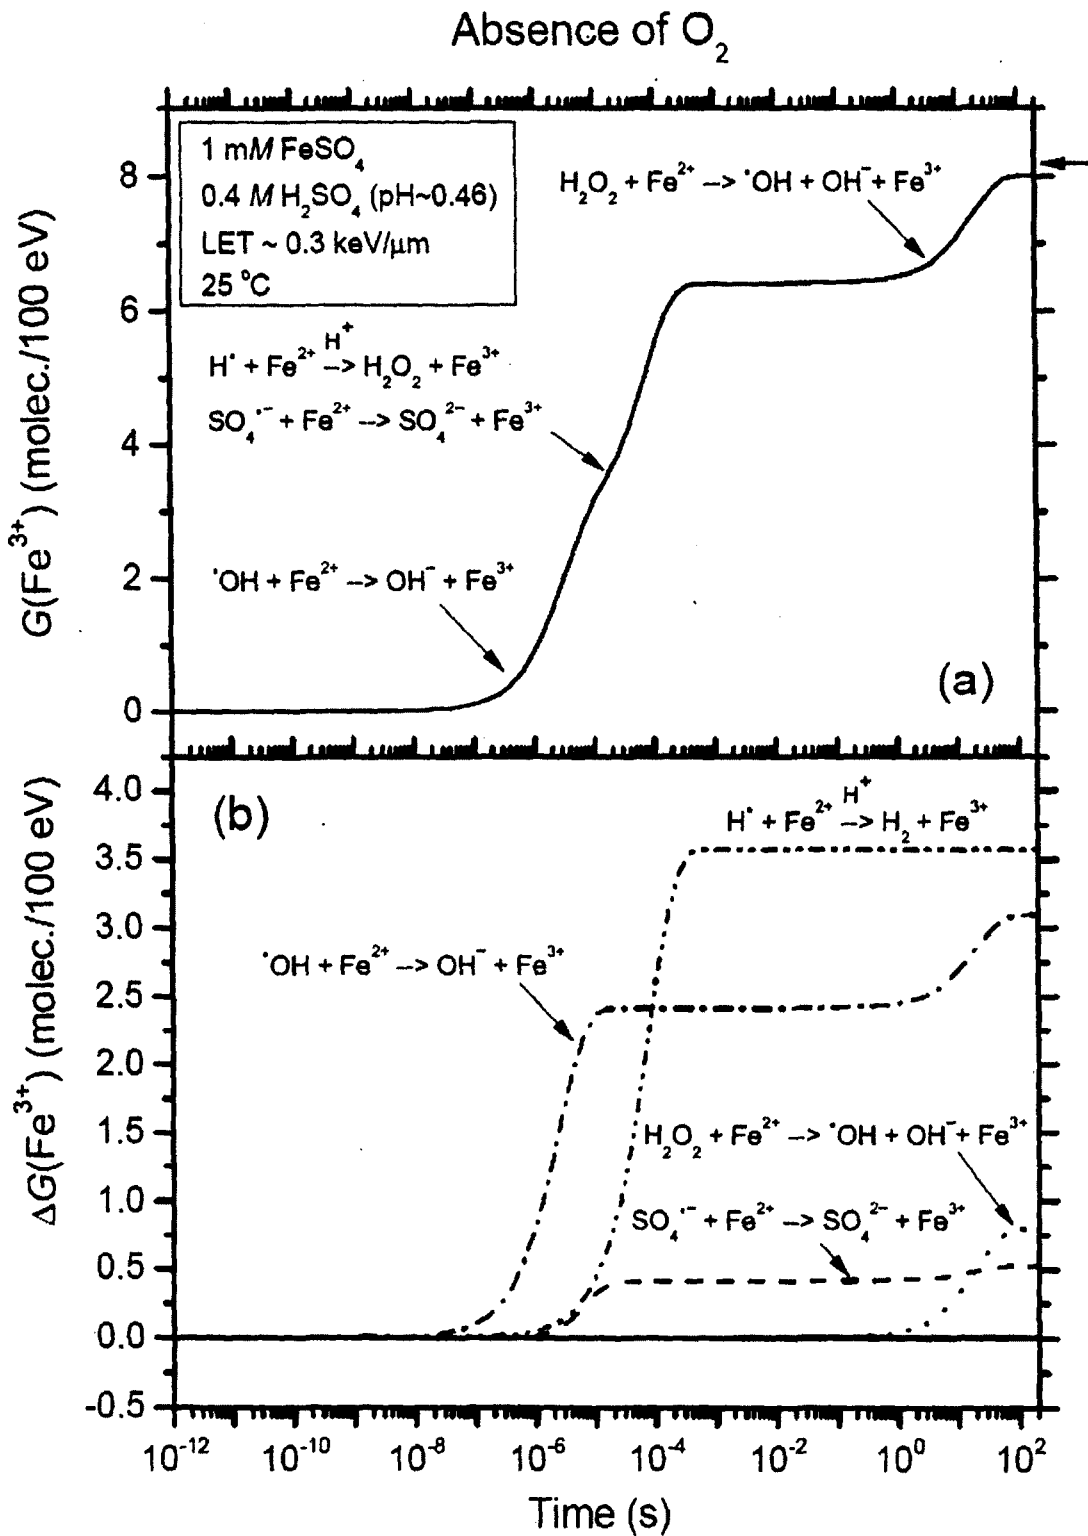 Absence of O₂
1 mM FeSO₄
0.4 M H₂SO₄ (pH~0.46)
LET ~ 0.3 keV/μm
25 °C
H₂O₂ + Fe²⁺ –> •OH + OH⁻ + Fe³⁺
H⁺
H• + Fe²⁺ –> H₂O₂ + Fe³⁺
SO₄•⁻ + Fe²⁺ –> SO₄²⁻ + Fe³⁺
•OH + Fe²⁺ –> OH⁻ + Fe³⁺
(a)
G(Fe³⁺) (molec./100 eV)
8
6
4
2
0
(b)
H⁺
H• + Fe²⁺ –> H₂ + Fe³⁺
•OH + Fe²⁺ –> OH⁻ + Fe³⁺
H₂O₂ + Fe²⁺ –> •OH + OH⁻ + Fe³⁺
SO₄•⁻ + Fe²⁺ –> SO₄²⁻ + Fe³⁺
ΔG(Fe³⁺) (molec./100 eV)
4.0
3.5
3.0
2.5
2.0
1.5
1.0
0.5
0.0
-0.5
10⁻¹² 10⁻¹⁰ 10⁻⁸ 10⁻⁶ 10⁻⁴ 10⁻² 10⁰ 10²
Time (s)